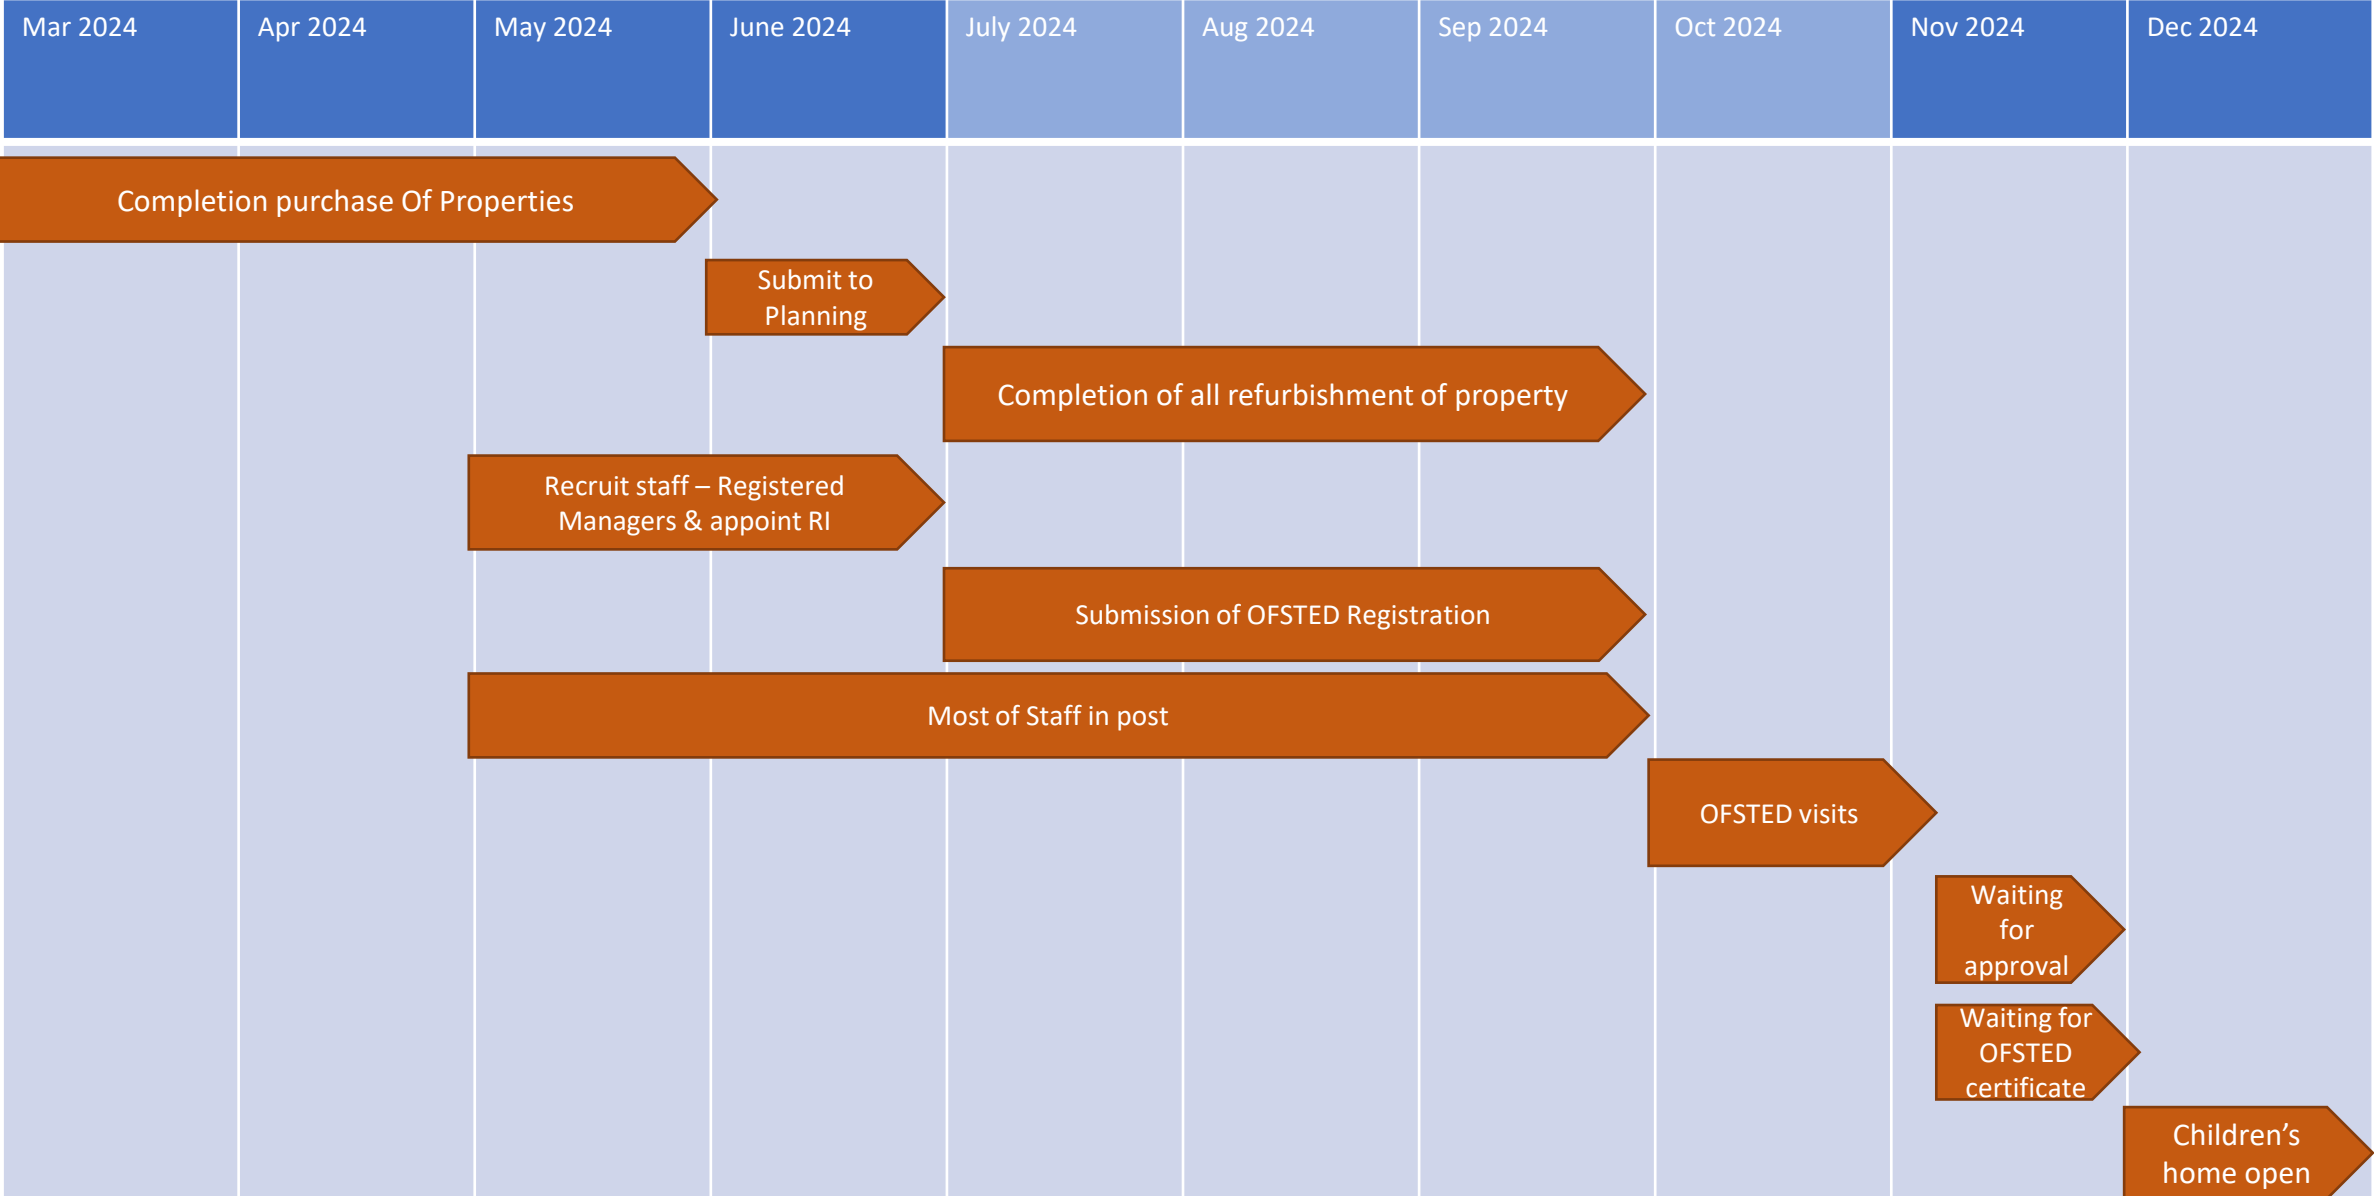 Mar 2024
Apr 2024
May 2024
June 2024
July 2024
Aug 2024
Sep 2024
Oct 2024
Nov 2024
Dec 2024
Completion purchase Of Properties
Submit to
Planning
Completion of all refurbishment of property
Recruit staff – Registered
Managers & appoint RI
Submission of OFSTED Registration
Most of Staff in post
OFSTED visits
Waiting
for
approval
Waiting for
OFSTED
certificate
Children’s
home open